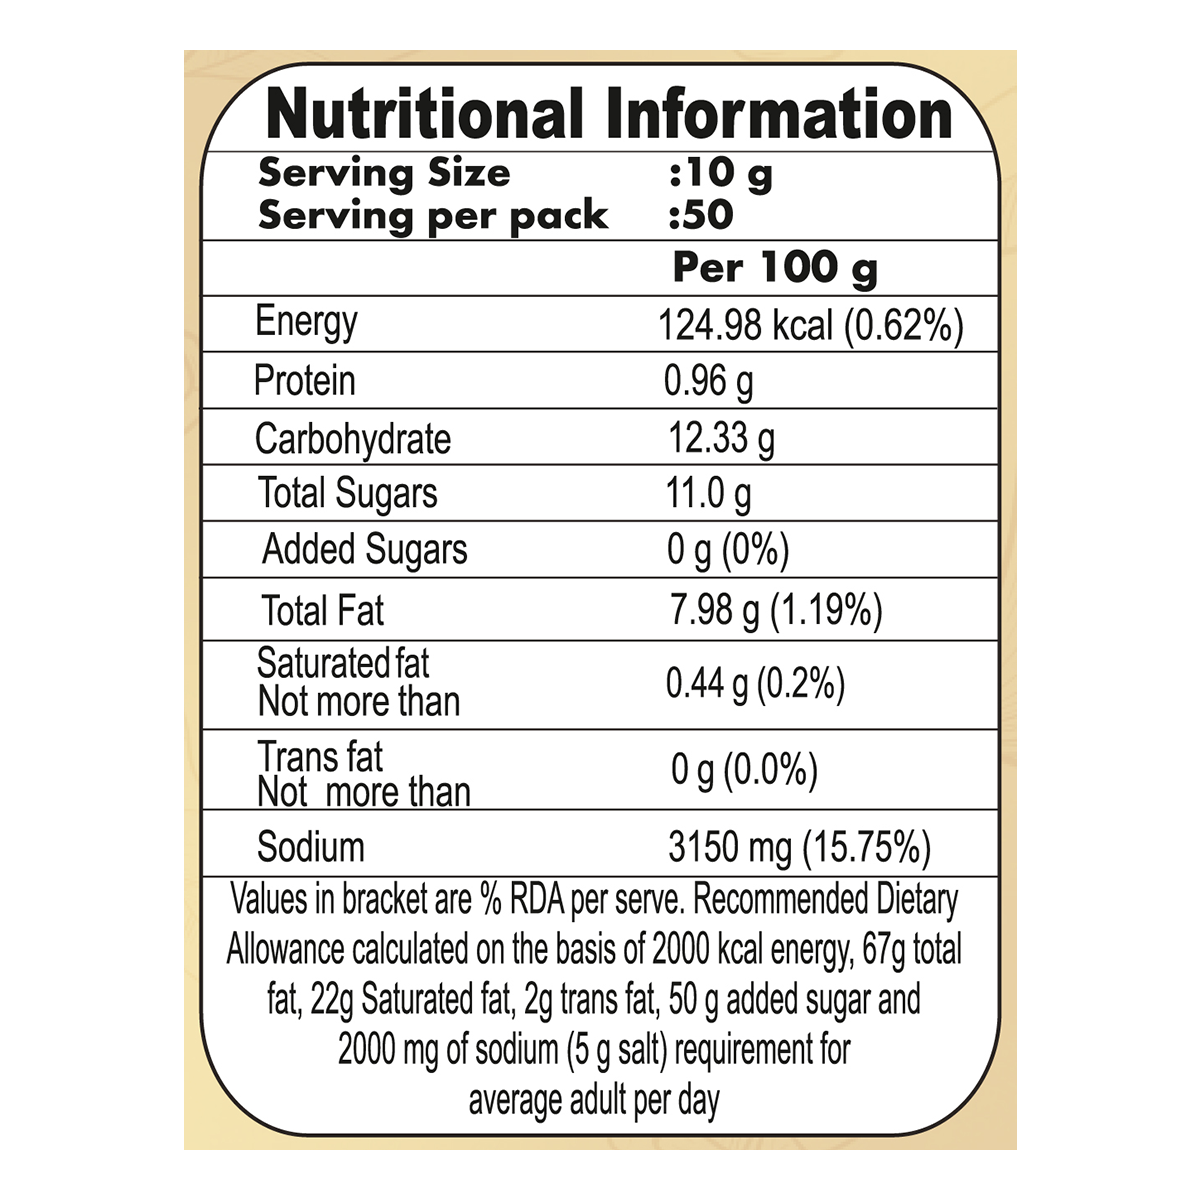 Nutritional Information
Serving Size :10 g
Serving per pack :50
Per 100 g
Energy 124.98 kcal (0.62%)
Protein 0.96 g
Carbohydrate 12.33 g
Total Sugars 11.0 g
Added Sugars 0 g (0%)
Total Fat 7.98 g (1.19%)
Saturated fat
Not more than 0.44 g (0.2%)
Trans fat
Not more than 0 g (0.0%)
Sodium 3150 mg (15.75%)
Values in bracket are % RDA per serve. Recommended Dietary
Allowance calculated on the basis of 2000 kcal energy, 67g total
fat, 22g Saturated fat, 2g trans fat, 50 g added sugar and
2000 mg of sodium (5 g salt) requirement for
average adult per day